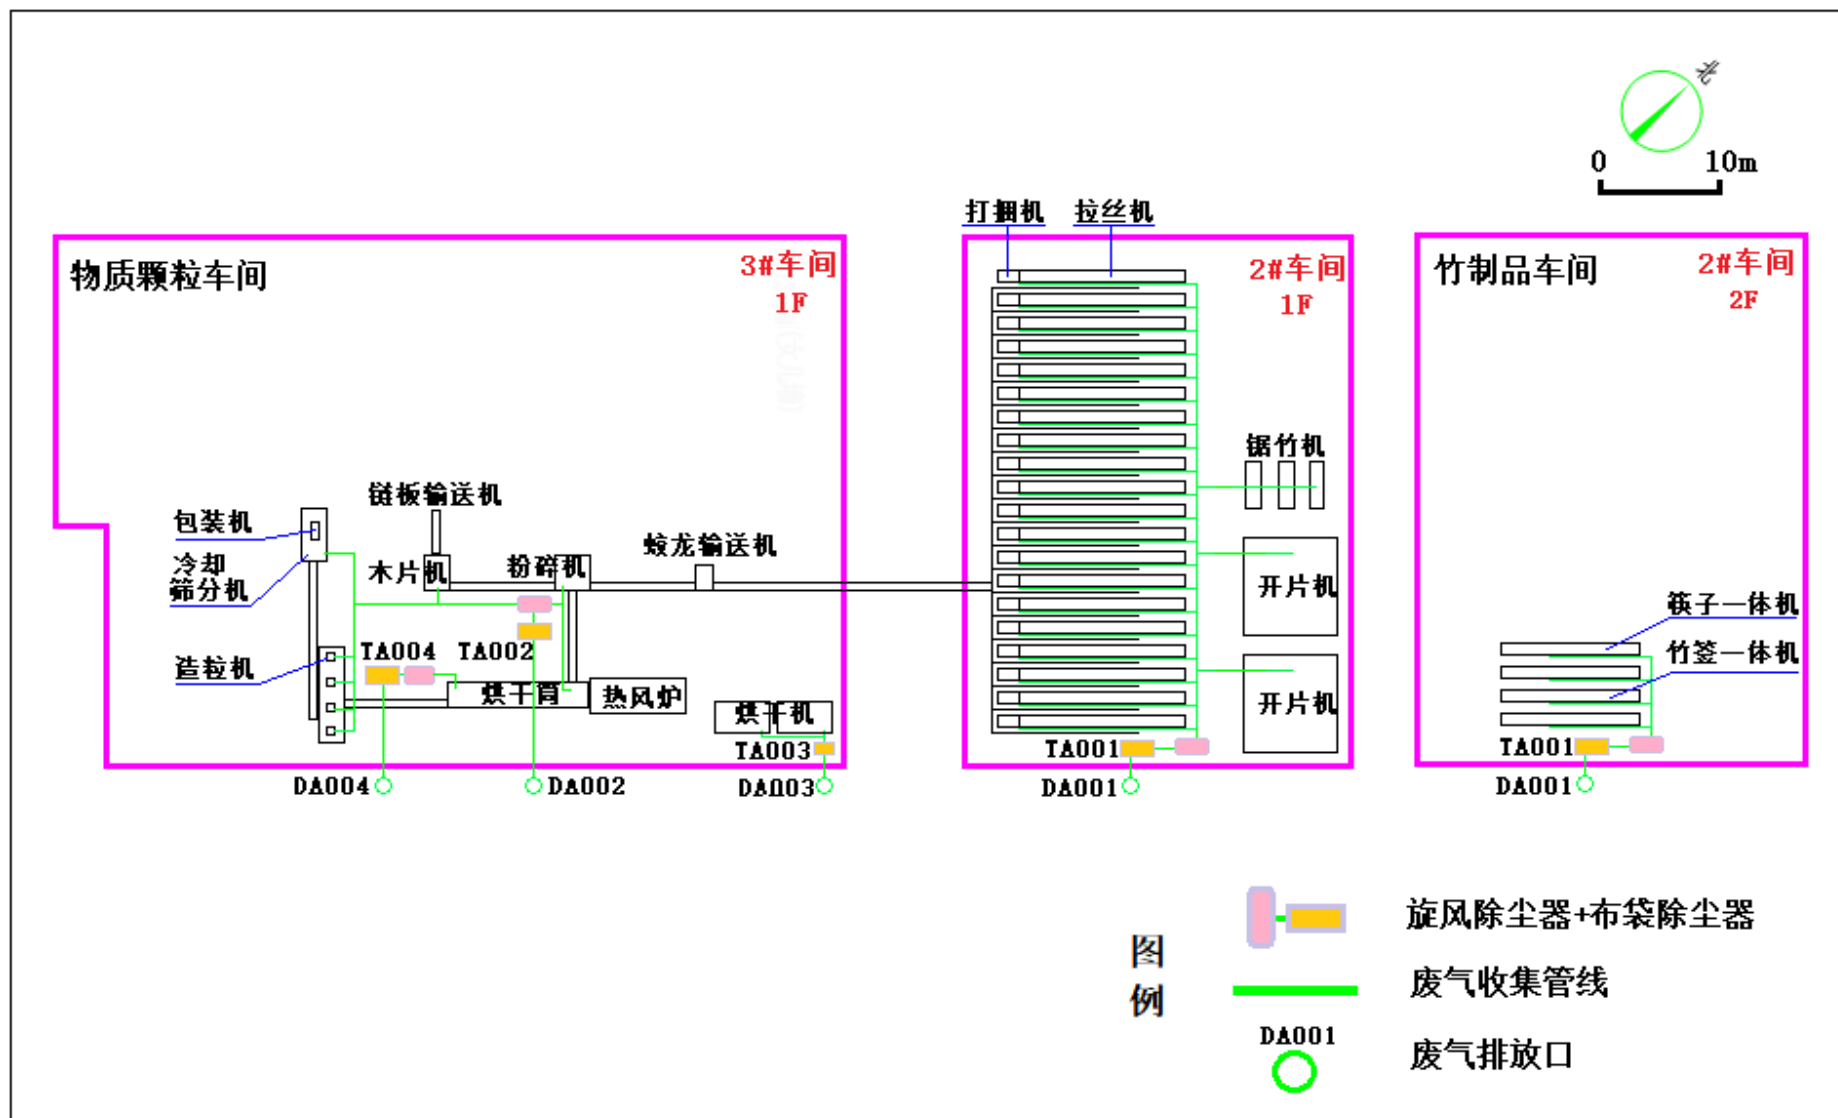 北
0 10m
打捆机 拉丝机
物质颗粒车间
3#车间
1F
2#车间
1F
竹制品车间
2#车间
2F
锯竹机
链板输送机
包装机
冷却
筛分机
木片机
粉碎机
蛟龙输送机
开片机
筷子一体机
竹签一体机
造粒机
TA004
TA002
烘干筒
热风炉
烘干机
开片机
TA003
TA001
TA001
DA004
DA002
DA003
DA001
DA001
图
例
旋风除尘器+布袋除尘器
废气收集管线
DA001
废气排放口